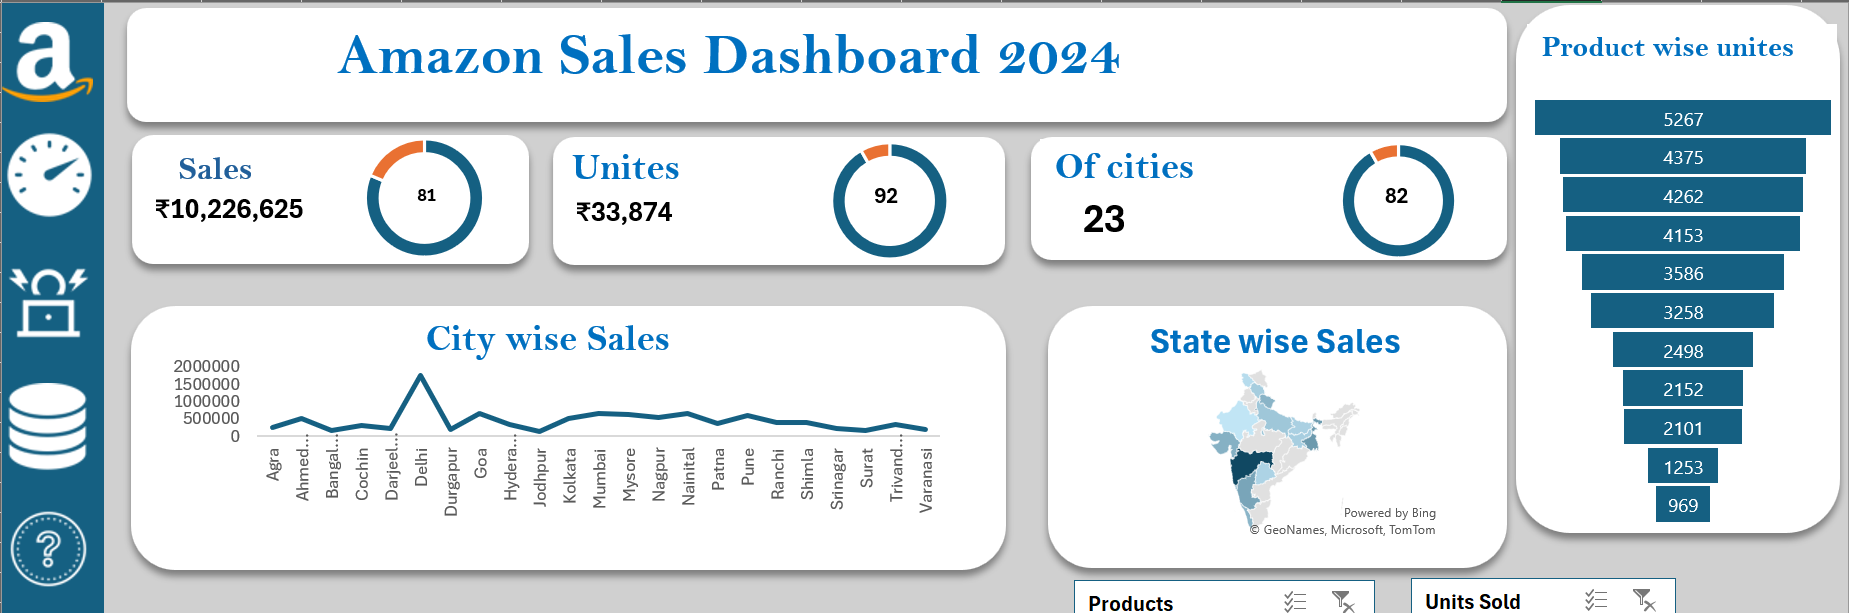 a
Amazon Sales Dashboard 2024
Product wise unites
Sales
₹10,226,625
81
Unites
₹33,874
92
Of cities
23
82
5267
4375
4262
4153
3586
3258
2498
2152
2101
1253
969
City wise Sales
2000000
1500000
1000000
500000
0
Agra
Ahmed...
Bangal...
Cochin
Darjeel...
Delhi
Durgapur
Goa
Hydera...
Jodhpur
Kolkata
Mumbai
Mysore
Nagpur
Nainital
Patna
Pune
Ranchi
Shimla
Srinagar
Surat
Trivand...
Varanasi
State wise Sales
Powered by Bing
© GeoNames, Microsoft, TomTom
?
Products
Units Sold